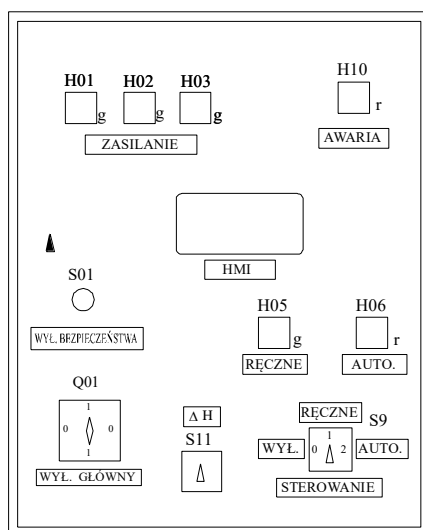 H01 H02 H03
H10
g g g
r
ZASILANIE
AWARIA
HMI
S01
WYŁ. BEZPIECZEŃSTWA
H05 H06
g r
RĘCZNE AUTO.
Q01
1
0 0
1
WYŁ. GŁÓWNY
Δ H
S11
RĘCZNE
S9
1
WYŁ. 0 2 AUTO.
STEROWANIE